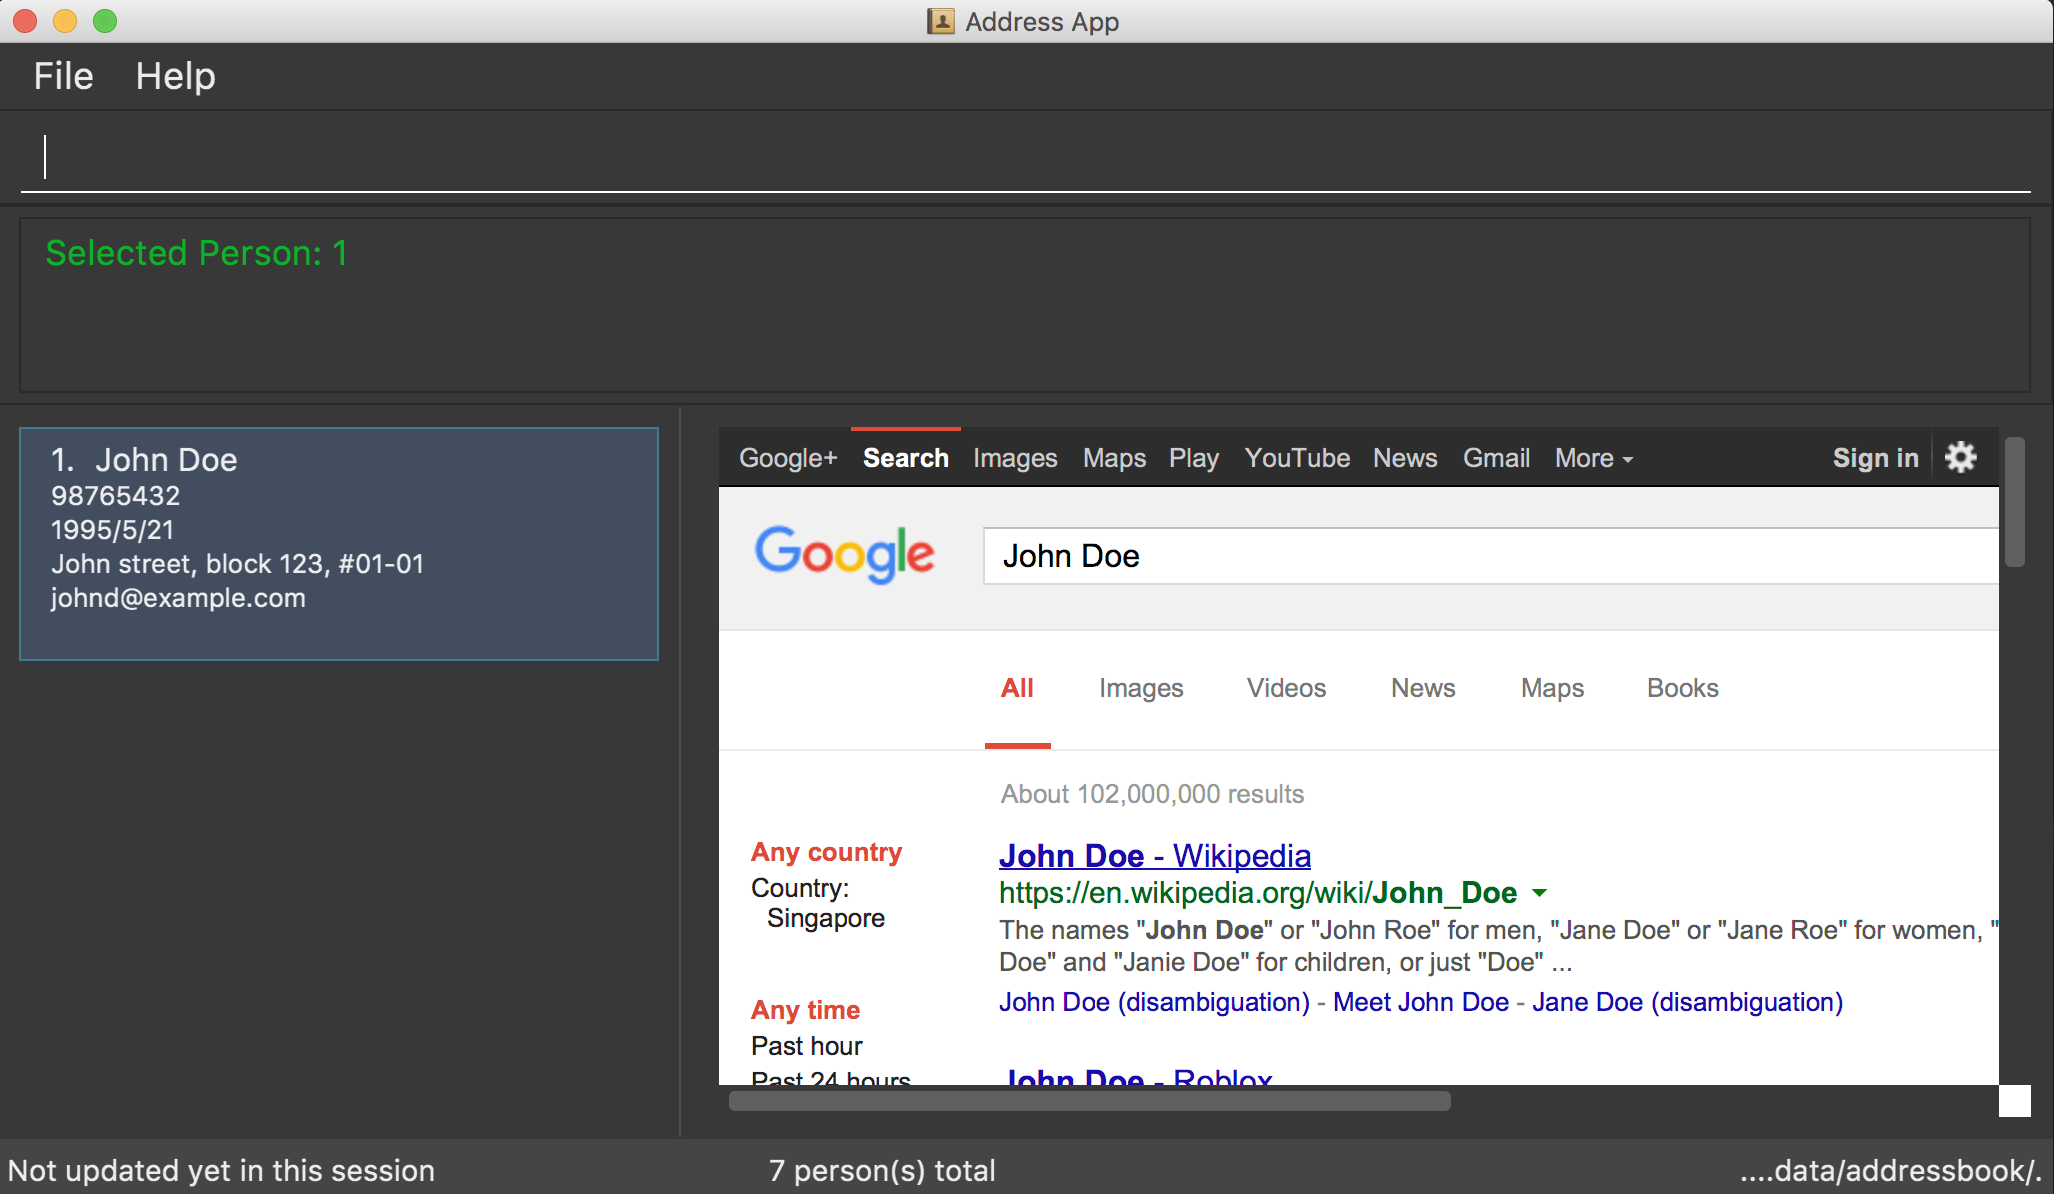 Address App
File Help
Selected Person: 1
1. John Doe
98765432
1995/5/21
John street, block 123, #01-01
johnd@example.com
Google+ Search Images Maps Play YouTube News Gmail More Sign in
Google John Doe
All Images Videos News Maps Books
About 102,000,000 results
Any country
Country:
Singapore
Any time
Past hour
Past 24 hours
John Doe - Wikipedia
https://en.wikipedia.org/wiki/John_Doe
The names "John Doe" or "John Roe" for men, "Jane Doe" or "Jane Roe" for women, "
Doe" and "Janie Doe" for children, or just "Doe" ...
John Doe (disambiguation) - Meet John Doe - Jane Doe (disambiguation)
John Doe - Roblox
Not updated yet in this session 7 person(s) total ....data/addressbook/.